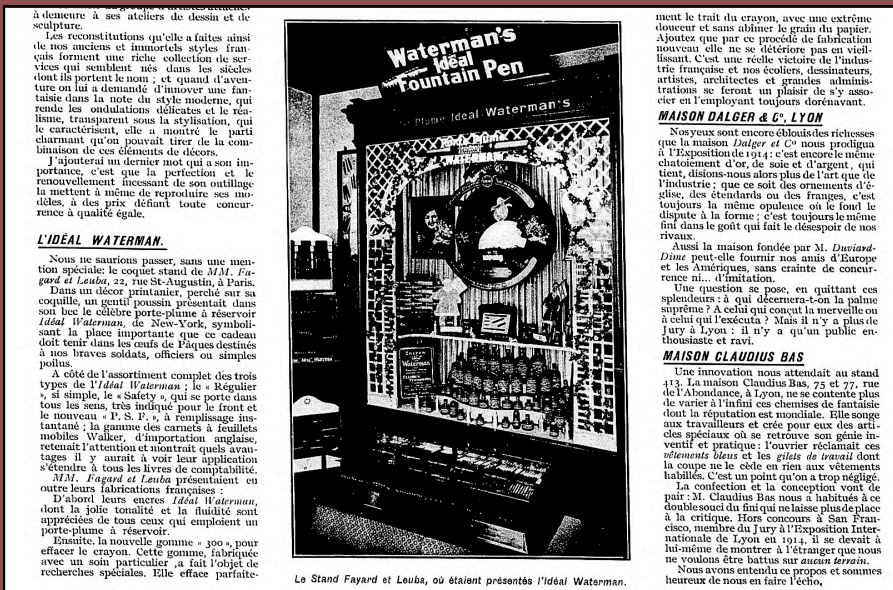 à demeure à ses ateliers de dessin et de
sculpture.
Les reconstitutions qu'elle a faites ainsi
de nos anciens et immortels styles fran-
çais forment une riche collection de ser-
vices qui semblent nés dans les siècles
dont ils portent le nom ; et quand d'aven-
ture on lui a demandé d'innover une fan-
taisie dans la note du style moderne, qui
rende les ondulations délicates et le réa-
lisme, transparent sous la stylisation, qui
le caractérisent, elle a montré le parti
charmant qu'on pouvait tirer de la com-
binaison de ces éléments de décors.
J'ajouterai un dernier mot qui a son im-
portance, c'est que la perfection et le
renouvellement incessant de son outillage
la mettent à même de reproduire ses mo-
dèles, à des prix défiant toute concur-
rence à qualité égale.
L'IDÉAL WATERMAN.
Nous ne saurions passer, sans une men-
tion spéciale: le coquet stand de MM. Fa-
gard et Leuba, 22, rue St-Augustin, à Paris.
Dans un décor printanier, perché sur sa
coquille, un gentil poussin présentait dans
son bec le célèbre porte-plume à réservoir
Idéal Waterman, de New-York, symboli-
sant la place importante que ce cadeau
doit tenir dans les œufs de Pâques destinés
à nos braves soldats, officiers ou simples
poilus.
A côté de l'assortiment complet des trois
types de l'Idéal Waterman ; le « Régulier
», si simple, le « Safety », qui se porte dans
tous les sens, très indiqué pour le front et
le nouveau « P. S. F. », à remplissage ins-
tantané ; la gamme des carnets à feuillets
mobiles Walker, d'importation anglaise,
retenait l'attention et montrait quels avan-
tages il y aurait à voir leur application
s'étendre à tous les livres de comptabilité.
MM. Fagard et Leuba présentaient en
outre leurs fabrications françaises :
D'abord leurs encres Idéal Waterman,
dont la jolie tonalité et la fluidité sont
appréciées de tous ceux qui emploient un
porte-plume à réservoir.
Ensuite. la nouvelle gomme « 300 », pour
effacer le crayon. Cette gomme, fabriquée
avec un soin particulier ,a fait l'objet de
recherches spéciales. Elle efface parfaite-
Waterman's
Idéal
Fountain Pen
Plume Ideal Waterman's
Le Stand Fayard et Leuba, où étaient présentés l'Idéal Waterman.
ment le trait du crayon, avec une extrême
douceur et sans abîmer le grain du papier.
Ajoutez que par ce procédé de fabrication
nouveau elle ne se détériore pas en vieil-
lissant. C'est une réelle victoire de l'indus-
trie française et nos écoliers, dessinateurs,
artistes, architectes et grandes adminis-
trations se feront un plaisir de s'y asso-
cier en l'employant toujours dorénavant.
MAISON DALGER & Cº, LYON
Nos yeux sont encore éblouis des richesses
que la maison Dalger et Cº nous prodigua
à l'Exposition de 1914 : c'est encore le même
chatoiement d'or, de soie et d'argent, qui
tient, disions-nous alors plus de l'art que de
l'industrie ; que ce soit des ornements d'é-
glise, des étendards ou des franges, c'est
toujours la même opulence où le fond le
dispute à la forme ; c'est toujours le même
fini dans le goût qui fait le désespoir de nos
rivaux.
Aussi la maison fondée par M. Duviard-
Dime peut-elle fournir nos amis d'Europe
et les Amériques, sans crainte de concur-
rence ni... d'imitation.
Une question se pose, en quittant ces
splendeurs : à qui décernera-t-on la palme
suprême ? A celui qui conçut la merveille ou
à celui qui l'exécuta ? Mais il n'y a plus de
Jury à Lyon : il n'y a qu'un public en-
thousiaste et ravi.
MAISON CLAUDIUS BAS
Une innovation nous attendait au stand
413. La maison Claudius Bas, 75 et 77, rue
de l'Abondance, à Lyon, ne se contente plus
de varier à l'infini ces chemises de fantaisie
dont la réputation est mondiale. Elle songe
aux travailleurs et crée pour eux des arti-
cles spéciaux où se retrouve son génie in-
ventif et pratique : l'ouvrier réclamait ces
vêtements bleus et les gilets de travail dont
la coupe ne le cède en rien aux vêtements
habillés. C'est un point qu'on a trop négligé.
La confection et la conception vont de
pair : M. Claudius Bas nous a habitués à ce
double souci du fini qui ne laisse plus de place
à la critique. Hors concours à San Fran-
cisco, membre du Jury à l'Exposition Inter-
nationale de Lyon en 1914, il se devait à
lui-même de montrer à l'étranger que nous
ne voulons être battus sur aucun terrain.
Nous avons entendu ce propos et sommes
heureux de nous en faire l'écho,